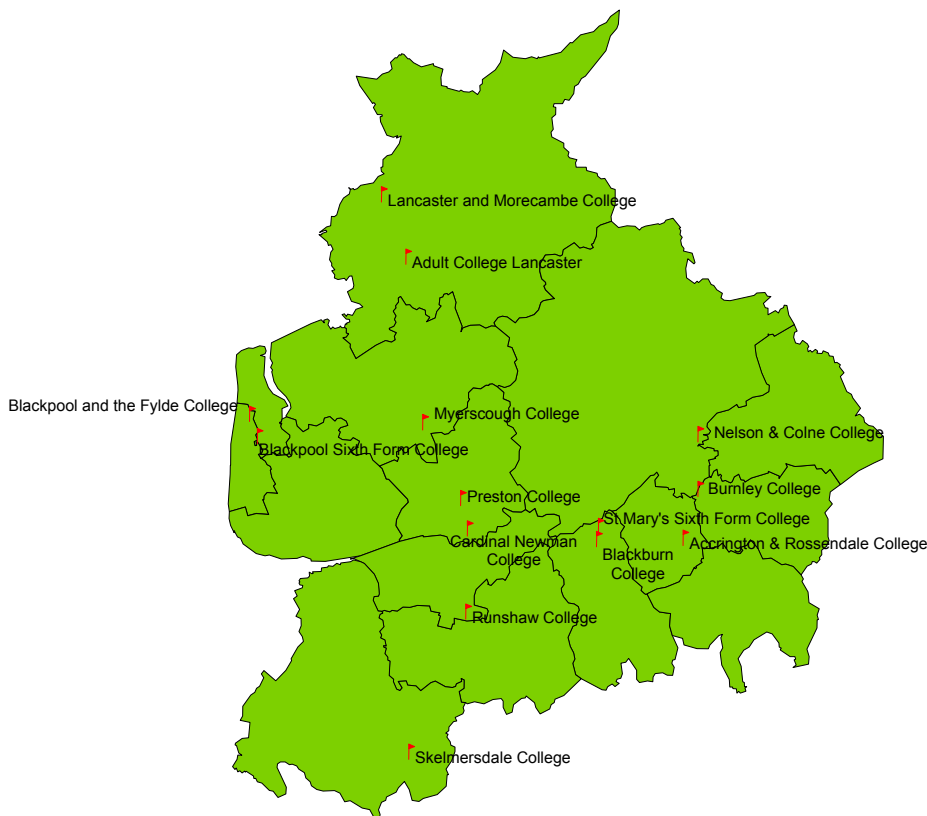 Lancaster and Morecambe College
Adult College Lancaster
Blackpool and the Fylde College
Myerscough College
Nelson & Colne College
Blackpool Sixth Form College
Burnley College
Preston College
St Mary's Sixth Form College
Cardinal Newman
College
Accrington & Rossendale College
Blackburn
College
Runshaw College
Skelmersdale College